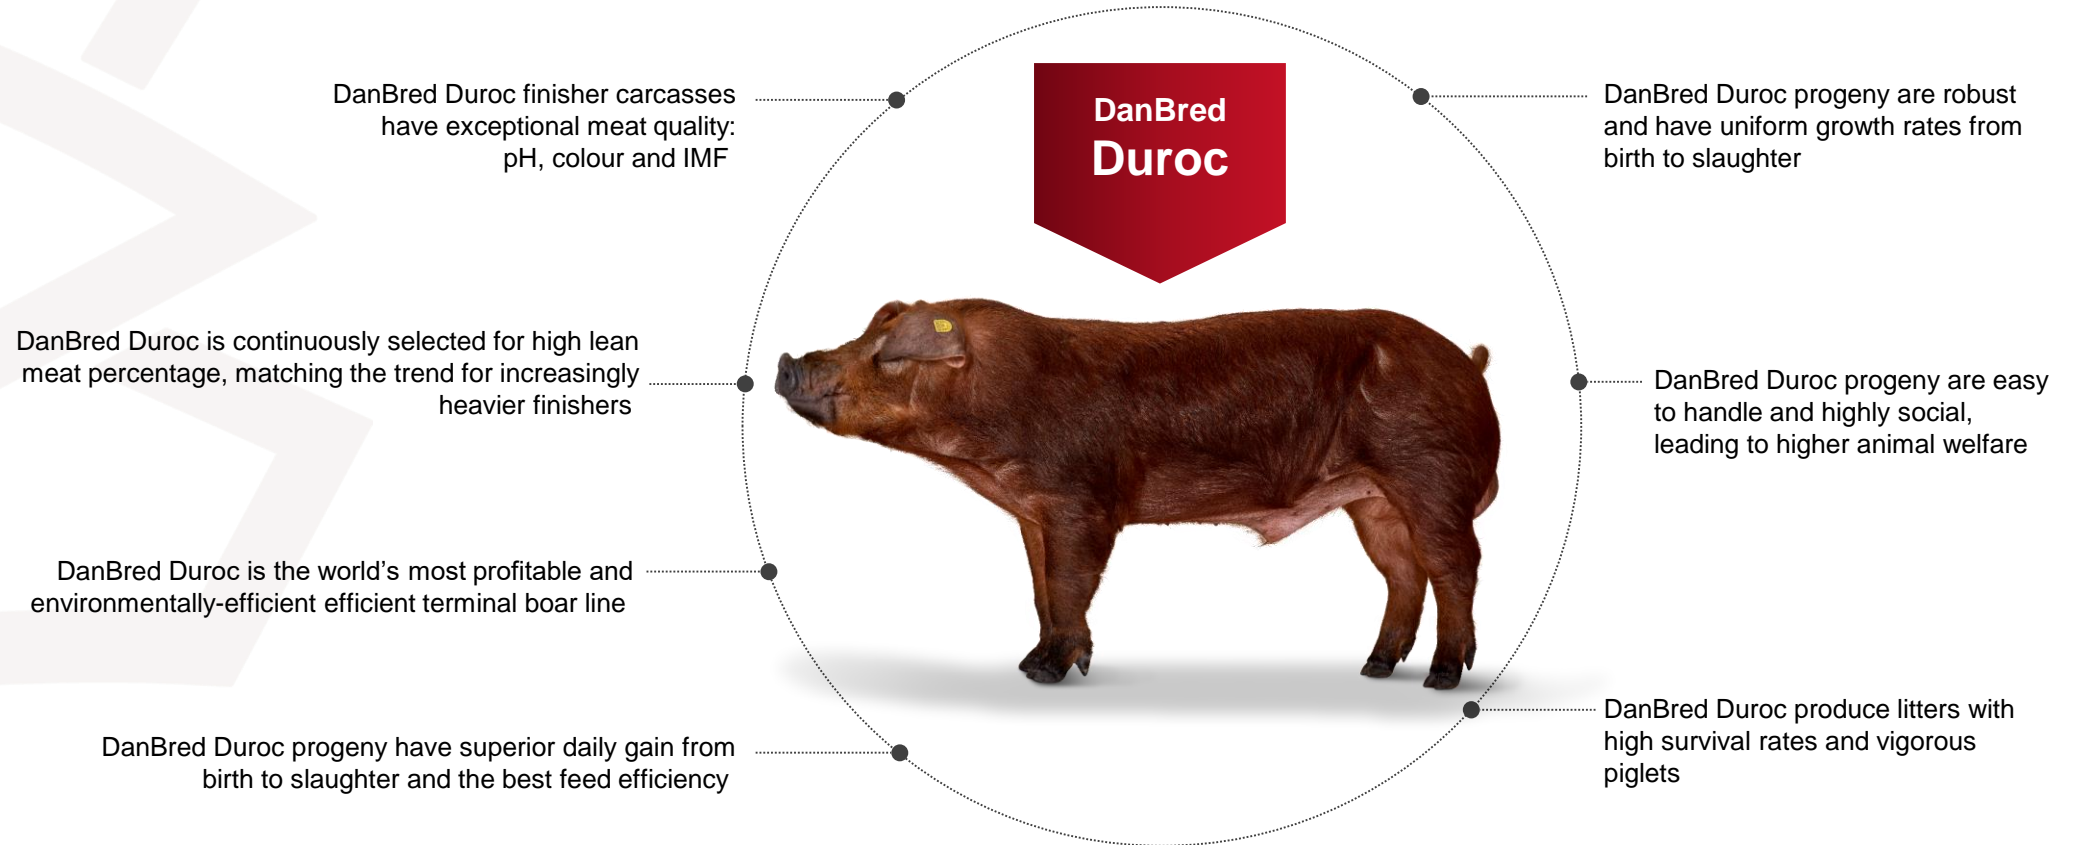 DanBred
Duroc
DanBred Duroc finisher carcasses
have exceptional meat quality:
pH, colour and IMF
DanBred Duroc is continuously selected for high lean
meat percentage, matching the trend for increasingly
heavier finishers
DanBred Duroc is the world’s most profitable and
environmentally-efficient efficient terminal boar line
DanBred Duroc progeny have superior daily gain from
birth to slaughter and the best feed efficiency
DanBred Duroc progeny are robust
and have uniform growth rates from
birth to slaughter
DanBred Duroc progeny are easy
to handle and highly social,
leading to higher animal welfare
DanBred Duroc produce litters with
high survival rates and vigorous
piglets